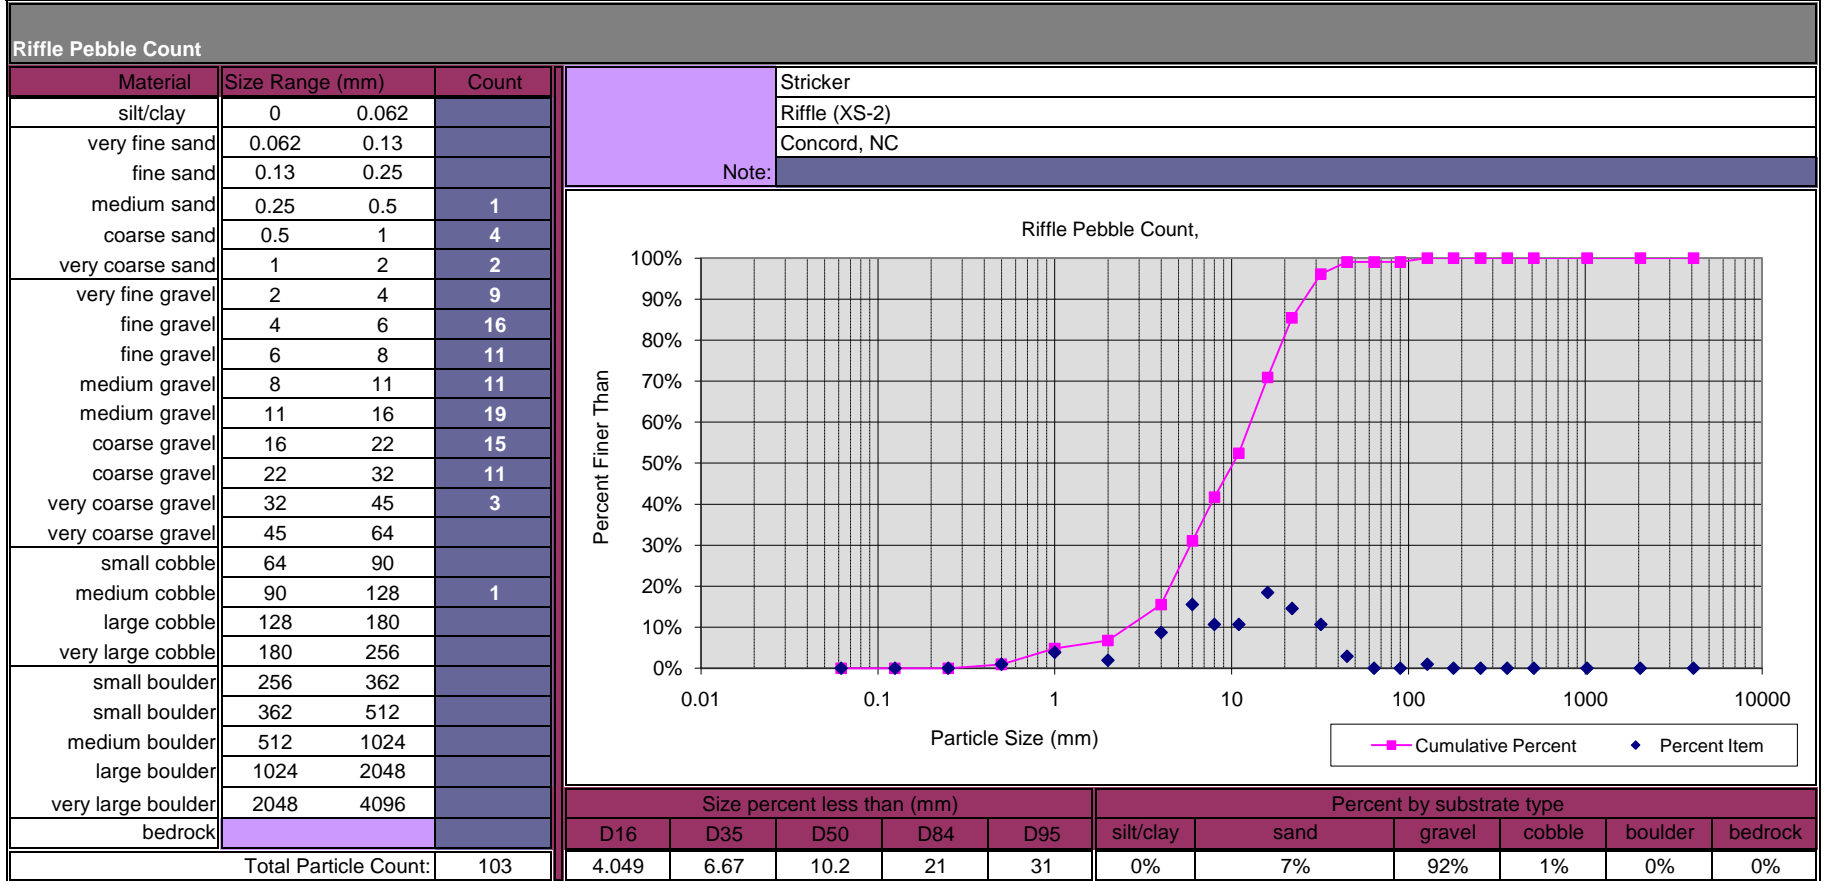 Riffle Pebble Count
Material Size Range (mm) Count
silt/clay 0 0.062
very fine sand 0.062 0.13
fine sand 0.13 0.25
medium sand 0.25 0.5 1
coarse sand 0.5 1 4
very coarse sand 1 2 2
very fine gravel 2 4 9
fine gravel 4 6 16
fine gravel 6 8 11
medium gravel 8 11 11
medium gravel 11 16 19
coarse gravel 16 22 15
coarse gravel 22 32 11
very coarse gravel 32 45 3
very coarse gravel 45 64
small cobble 64 90
medium cobble 90 128 1
large cobble 128 180
very large cobble 180 256
small boulder 256 362
small boulder 362 512
medium boulder 512 1024
large boulder 1024 2048
very large boulder 2048 4096
bedrock
Total Particle Count: 103
Stricker
Riffle (XS-2)
Concord, NC
Note:
Riffle Pebble Count,
100%
90%
80%
70%
60%
50%
40%
30%
20%
10%
0%
Percent Finer Than
0.01 0.1 1 10 100 1000 10000
Particle Size (mm)
Cumulative Percent Percent Item
Size percent less than (mm) Percent by substrate type
D16 D35 D50 D84 D95 silt/clay sand gravel cobble boulder bedrock
4.049 6.67 10.2 21 31 0% 7% 92% 1% 0% 0%